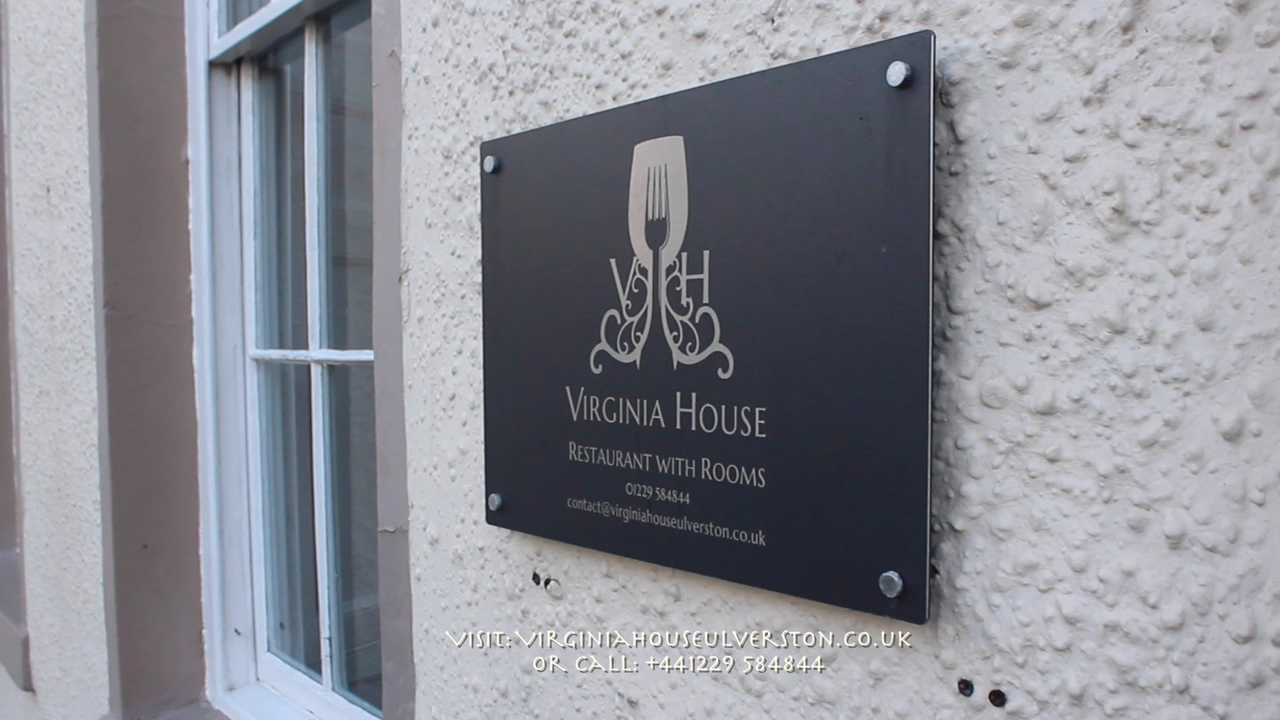 V H
Virginia House
Restaurant with Rooms
01229 584844
contact@virginiahouseulverston.co.uk
Visit: Virginiahouseulverston.co.uk
or call: +441229 584844